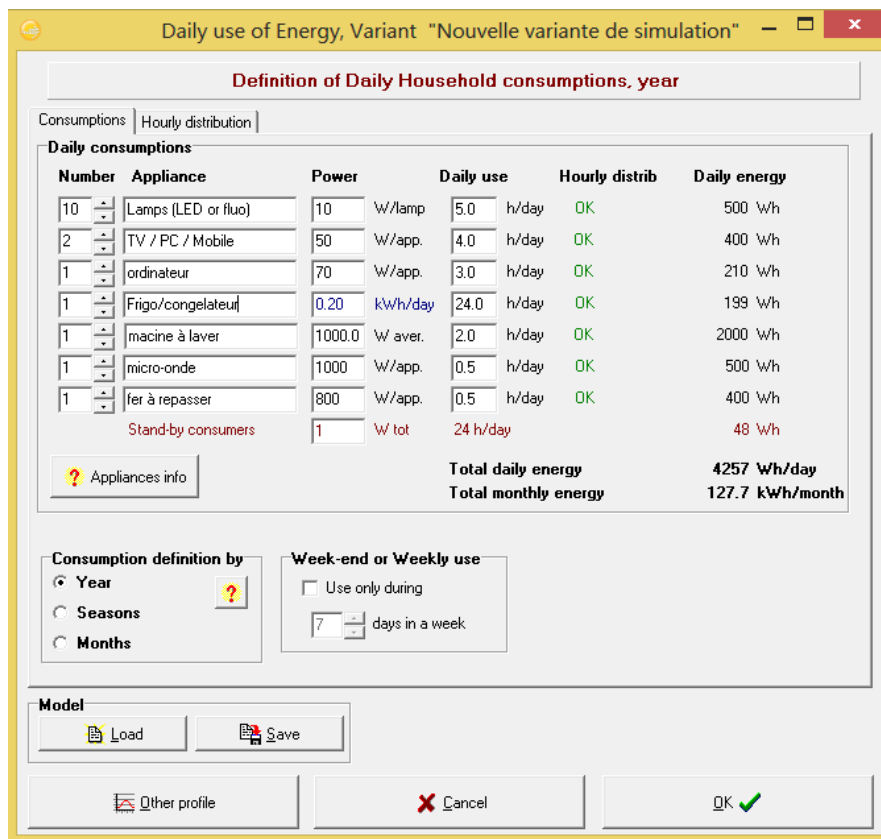 Daily use of Energy, Variant "Nouvelle variante de simulation"
Definition of Daily Household consumptions, year
Consumptions Hourly distribution
Daily consumptions
Number Appliance Power Daily use Hourly distrib Daily energy
10 Lamps (LED or fluo) 10 W/lamp 5.0 h/day OK 500 Wh
2 TV / PC / Mobile 50 W/app. 4.0 h/day OK 400 Wh
1 ordinateur 70 W/app. 3.0 h/day OK 210 Wh
1 Frigo/congelateur 0.20 kWh/day 24.0 h/day OK 199 Wh
1 macine à laver 1000.0 W aver. 2.0 h/day OK 2000 Wh
1 micro-onde 1000 W/app. 0.5 h/day OK 500 Wh
1 fer à repasser 800 W/app. 0.5 h/day OK 400 Wh
Stand-by consumers 1 W tot 24 h/day 48 Wh
? Appliances info Total daily energy 4257 Wh/day
Total monthly energy 127.7 kWh/month
Consumption definition by Week-end or Weekly use
Year ? Use only during
Seasons 7 days in a week
Months
Model
Load Save
Other profile Cancel OK